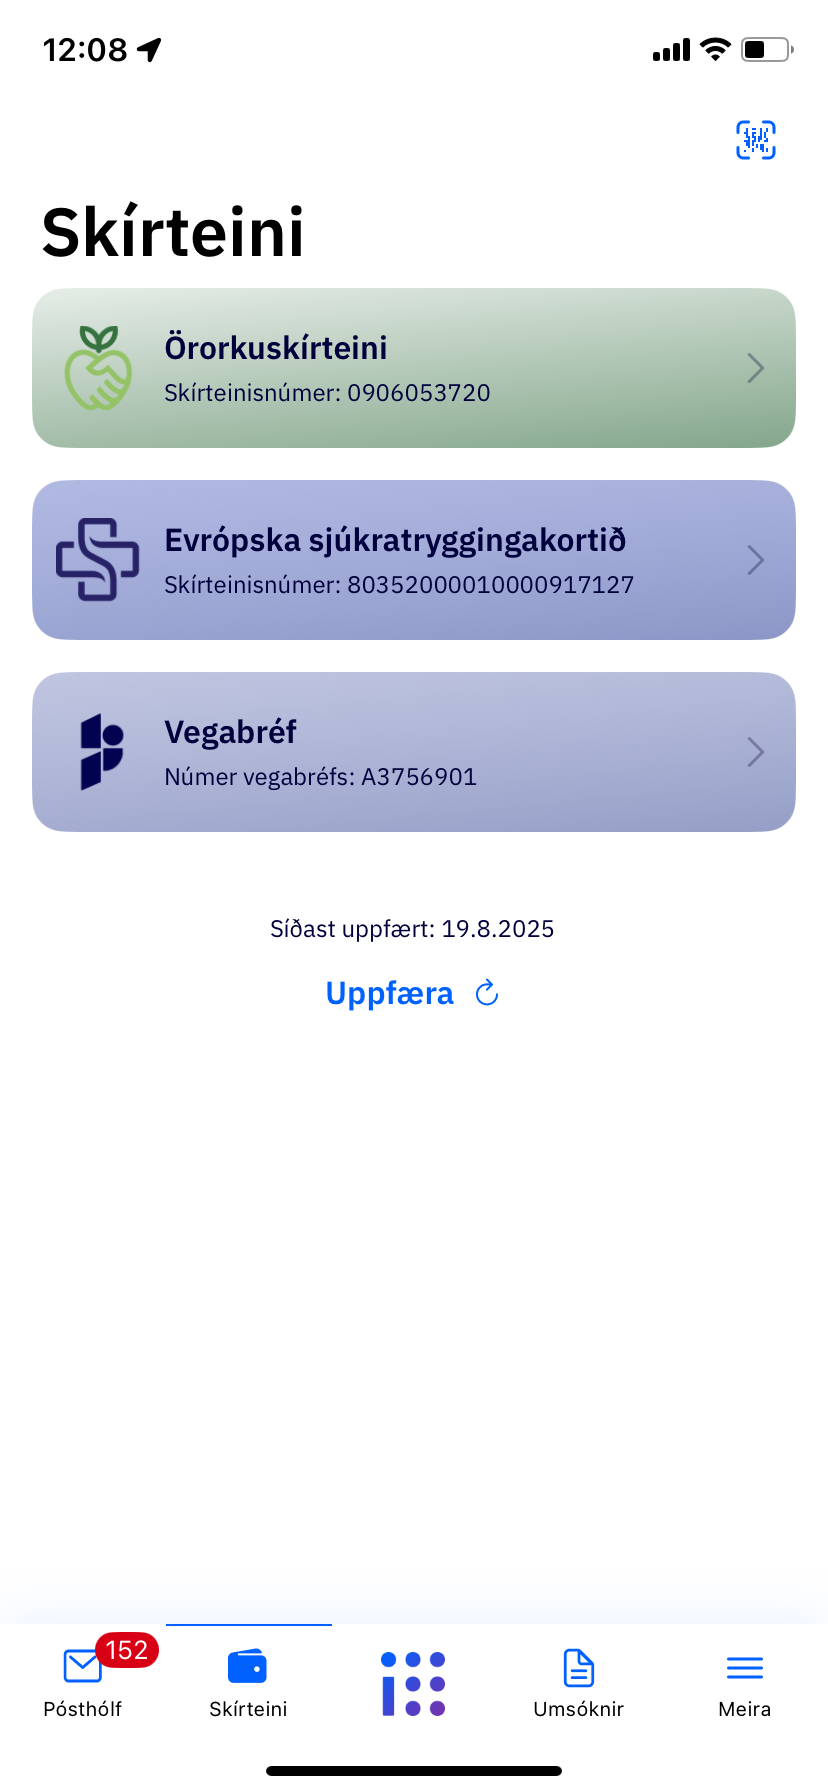 12:08
Skírteini
Örorkuskírteini
Skírteinisnúmer: 0906053720
Evrópska sjúkratryggingakortið
Skírteinisnúmer: 80352000010000917127
Vegabréf
Númer vegabréfs: A3756901
Síðast uppfært: 19.8.2025
Uppfæra
152
Pósthólf
Skírteini
Umsóknir
Meira